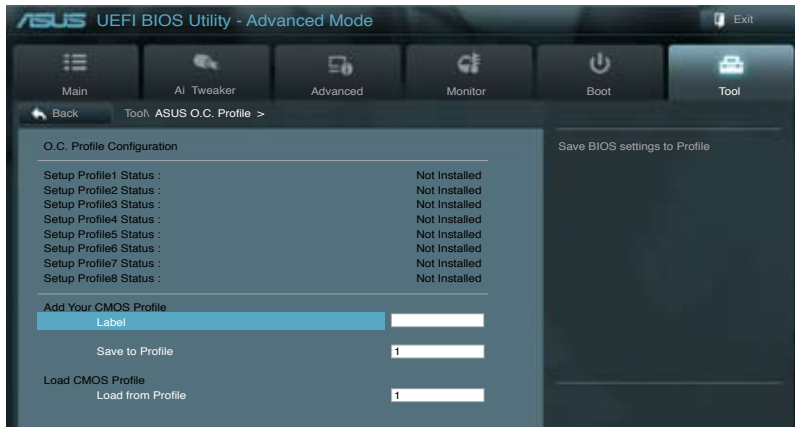 ASUS UEFI BIOS Utility - Advanced Mode
Exit
Main
Ai Tweaker
Advanced
Monitor
Boot
Tool
Back
Tool\ ASUS O.C. Profile >
O.C. Profile Configuration
Save BIOS settings to Profile
Setup Profile1 Status : Not Installed
Setup Profile2 Status : Not Installed
Setup Profile3 Status : Not Installed
Setup Profile4 Status : Not Installed
Setup Profile5 Status : Not Installed
Setup Profile6 Status : Not Installed
Setup Profile7 Status : Not Installed
Setup Profile8 Status : Not Installed
Add Your CMOS Profile
Label
Save to Profile 1
Load CMOS Profile
Load from Profile 1